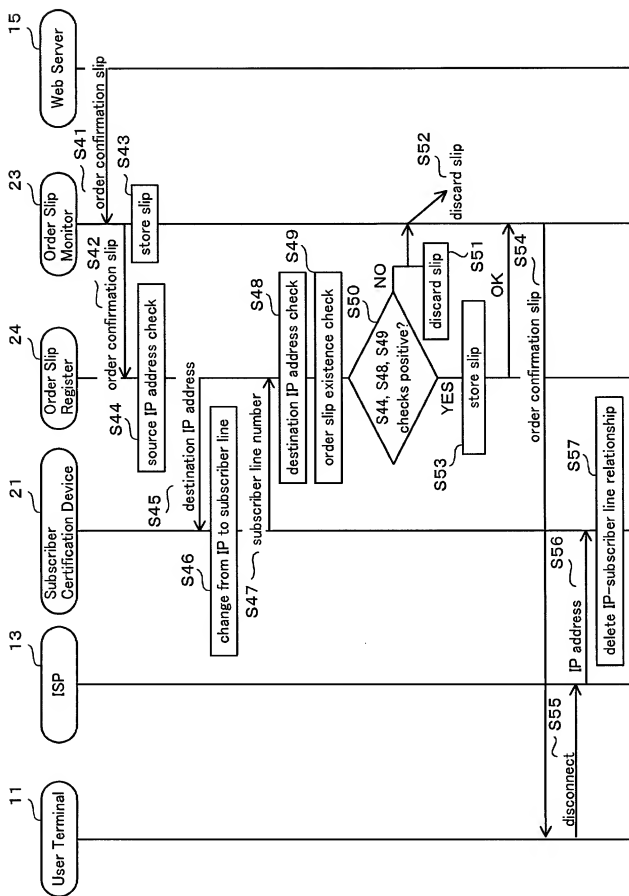 11
User Terminal
13
ISP
21
Subscriber
Certification Device
24
Order Slip
Register
23
Order Slip
Monitor
15
Web Server
S41
order confirmation slip
S42
order confirmation slip
S43
store slip
S44
source IP address check
S45
destination IP address
S46
change from IP to subscriber line
S47
subscriber line number
S48
destination IP address check
S49
order slip existence check
S50
S44, S48, S49
checks positive?
NO
S51
discard slip
S52
discard slip
YES
S53
store slip
OK
S54
order confirmation slip
S55
disconnect
S56
IP address
S57
delete IP-subscriber line relationship